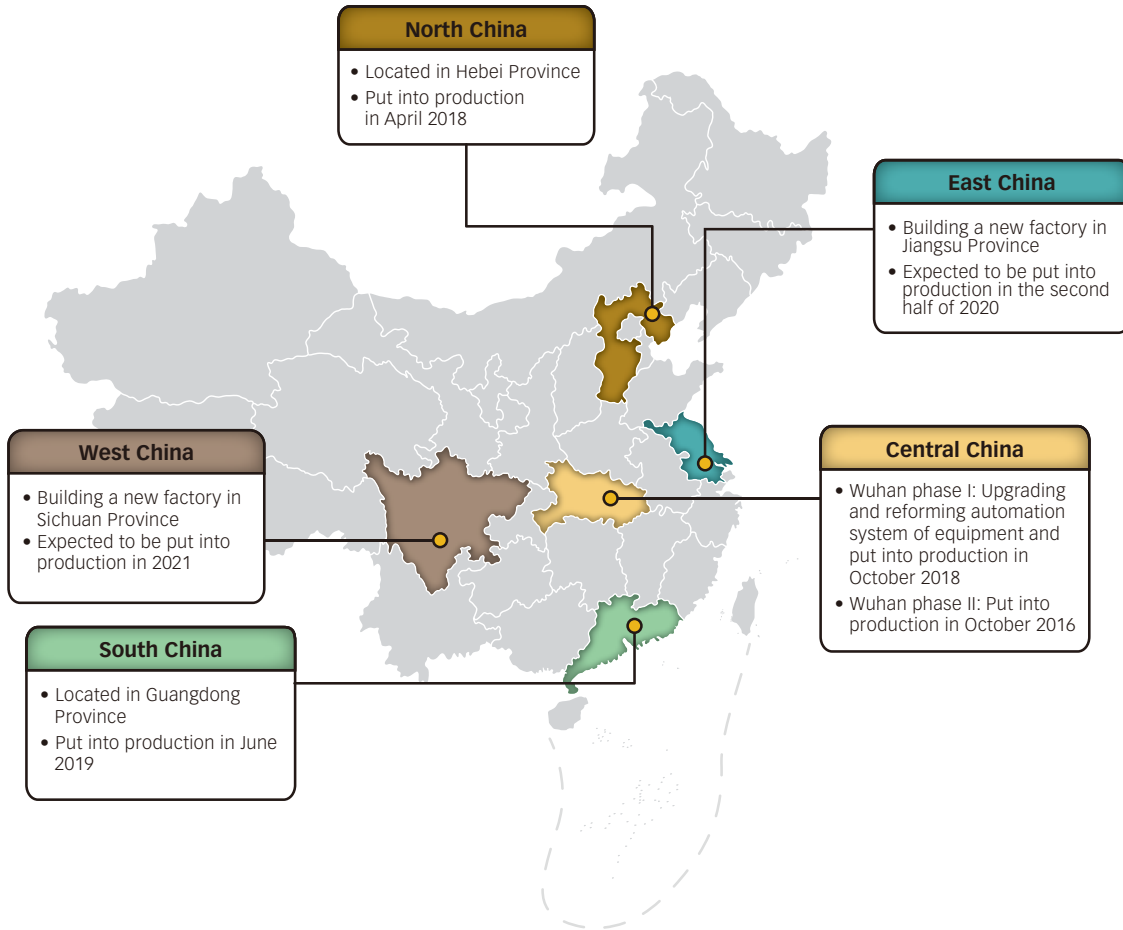 North China
• Located in Hebei Province
• Put into production
in April 2018
East China
• Building a new factory in
Jiangsu Province
• Expected to be put into
production in the second
half of 2020
West China
• Building a new factory in
Sichuan Province
• Expected to be put into
production in 2021
Central China
• Wuhan phase I: Upgrading
and reforming automation
system of equipment and
put into production in
October 2018
• Wuhan phase II: Put into
production in October 2016
South China
• Located in Guangdong
Province
• Put into production in June
2019